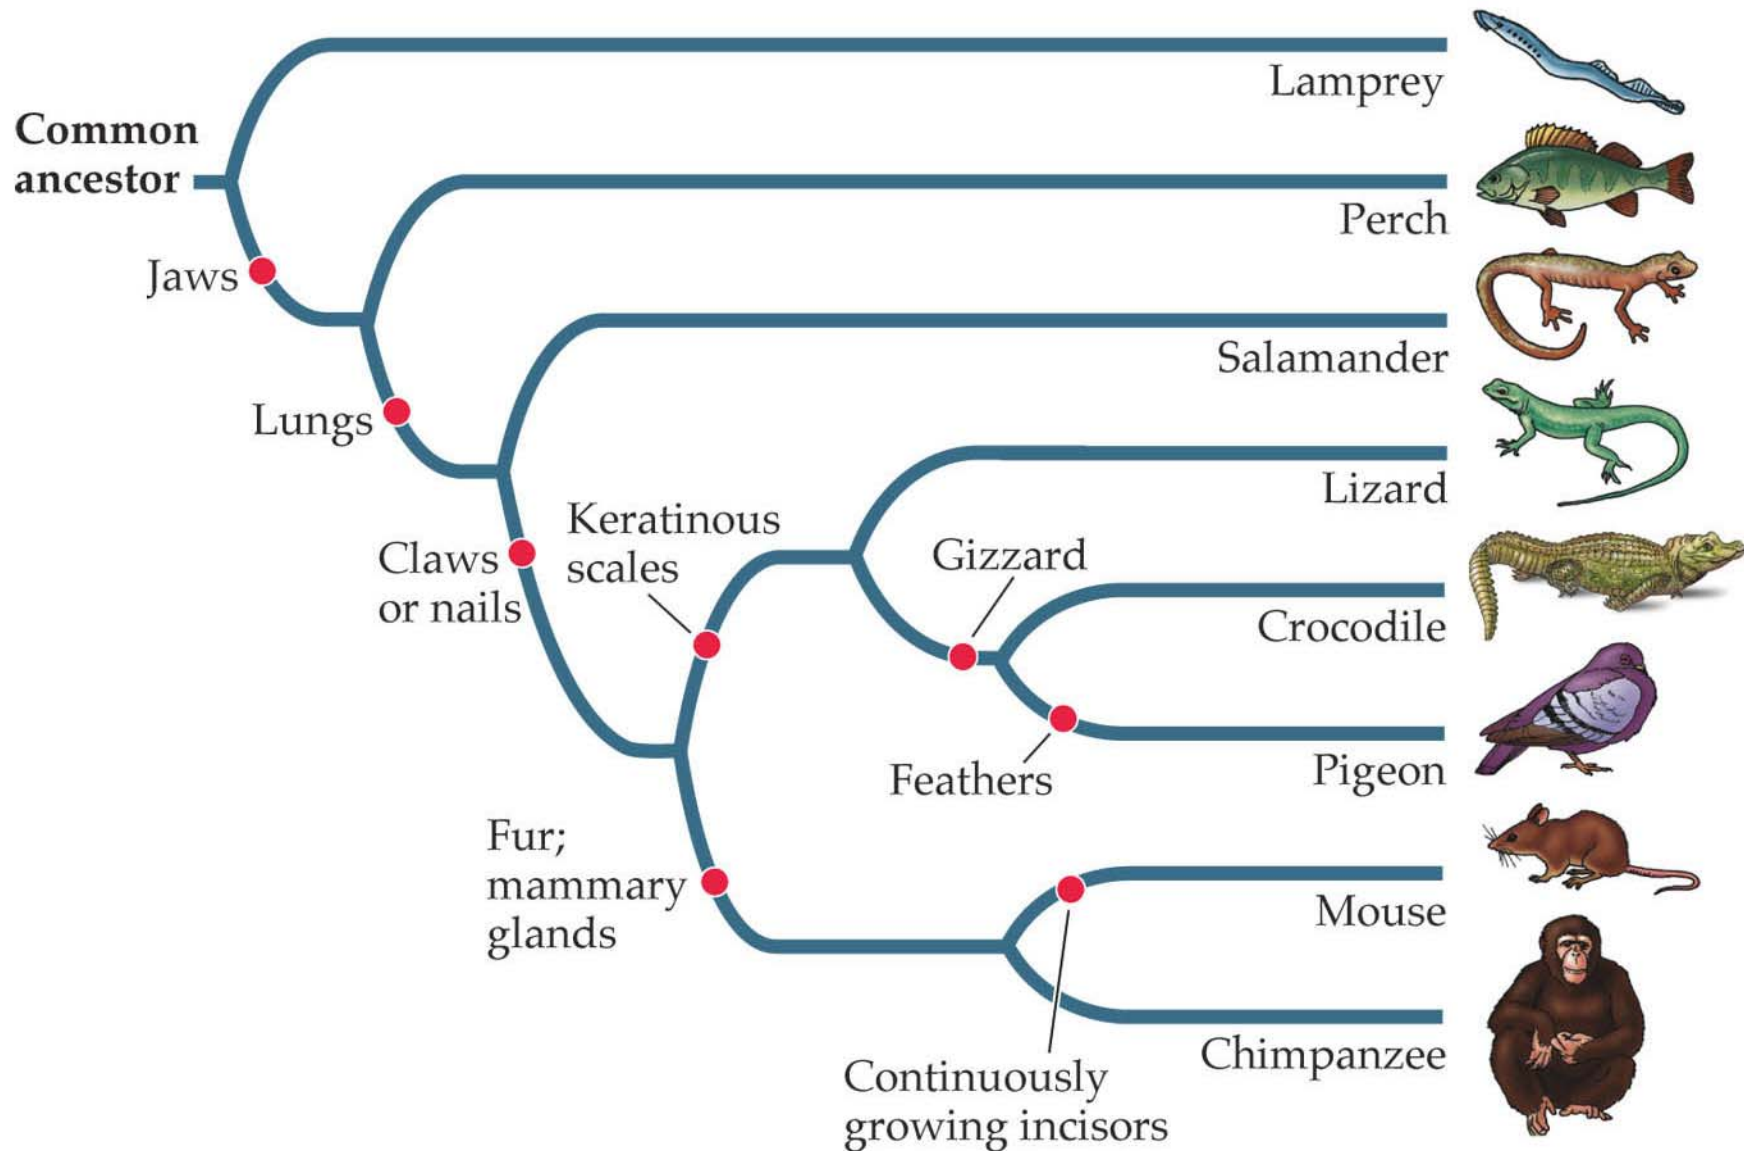 Lamprey
Common
ancestor
Perch
Jaws
Salamander
Lungs
Lizard
Keratinous
scales
Gizzard
Claws
or nails
Crocodile
Pigeon
Feathers
Fur;
mammary
glands
Mouse
Chimpanzee
Continuously
growing incisors